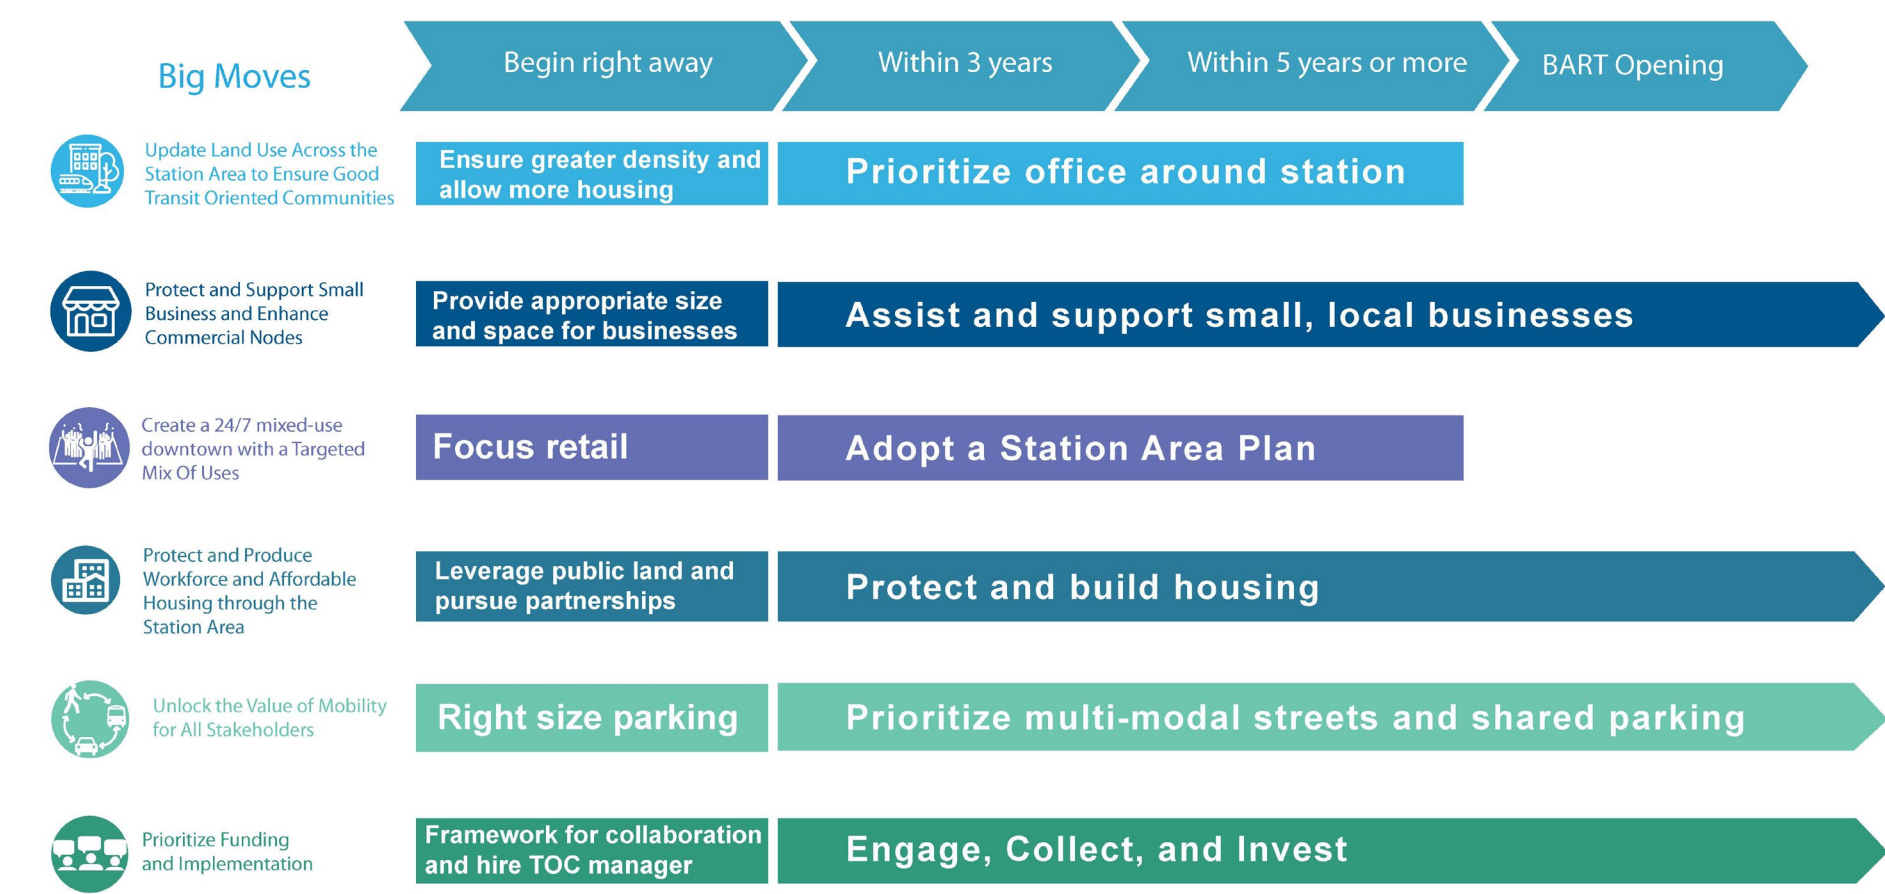 Big Moves
Begin right away
Within 3 years
Within 5 years or more
BART Opening
Update Land Use Across the
Station Area to Ensure Good
Transit Oriented Communities
Ensure greater density and
allow more housing
Prioritize office around station
Protect and Support Small
Business and Enhance
Commercial Nodes
Provide appropriate size
and space for businesses
Assist and support small, local businesses
Create a 24/7 mixed-use
downtown with a Targeted
Mix Of Uses
Focus retail
Adopt a Station Area Plan
Protect and Produce
Workforce and Affordable
Housing through the
Station Area
Leverage public land and
pursue partnerships
Protect and build housing
Unlock the Value of Mobility
for All Stakeholders
Right size parking
Prioritize multi-modal streets and shared parking
Prioritize Funding
and Implementation
Framework for collaboration
and hire TOC manager
Engage, Collect, and Invest